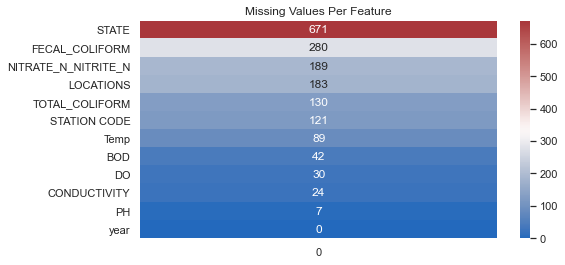 Missing Values Per Feature
STATE 671
FECAL_COLIFORM 280
NITRATE_N_NITRITE_N 189
LOCATIONS 183
TOTAL_COLIFORM 130
STATION CODE 121
Temp 89
BOD 42
DO 30
CONDUCTIVITY 24
PH 7
year 0
0
600
500
400
300
200
100
0